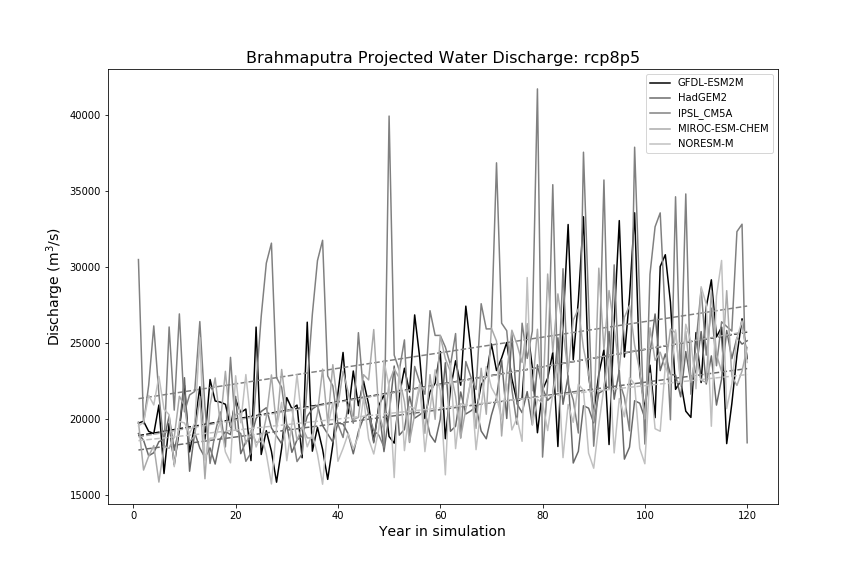 Brahmaputra Projected Water Discharge: rcp8p5
GFDL-ESM2M
HadGEM2
IPSL_CM5A
MIROC-ESM-CHEM
NORESM-M
40000
35000
30000
25000
20000
15000
Discharge (m³/s)
0 20 40 60 80 100 120
Year in simulation